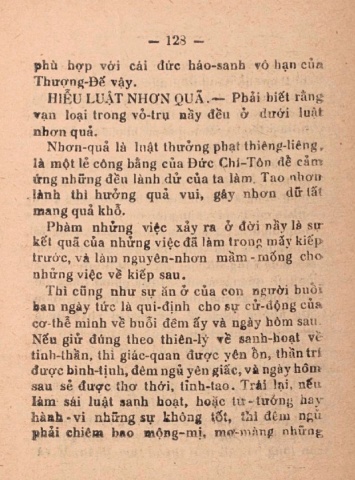 — 128 —
phù hợp với cái đức háo-sanh vô hạn của
Thượng-Đế vậy.
HIỂU LUẬT NHƠN QUẢ. — Phải biết rằng
vạn loại trong vỏ-trụ nầy đều ở dưới luật
nhơn quả.
Nhơn-quả là luật thưởng phạt thiêng-liêng,
là một lẽ công bằng của Đức Chí-Tôn để cảm
ứng những đều lành dử của ta làm. Tạo nhơn
lành thì hưởng quả vui, gây nhơn dử tất
mang quả khổ.
Phàm những việc xảy ra ở đời nầy là sự
kết quả của những việc đã làm trong mấy kiếp
trước, và làm nguyên-nhơn mầm-mống cho
những việc về kiếp sau.
Thì cũng như sự ăn ở của con người buổi
ban ngày tức là qui-định cho sự cử-động của
cơ-thể mình về buổi đêm ấy và ngày hôm sau.
Nếu giử đúng theo thiên-lý về sanh-hoạt về
tinh-thần, thì giác-quan được yên ổn, thần trí
được bình-tịnh, đêm ngủ yên giấc, và ngày hôm
sau sẻ được thơ thới, tỉnh-táo. Trái lại, nếu
làm sái luật sanh hoạt, hoặc tư-tưởng hay
hành-vi những sự không tốt, thì đêm ngủ
phải chiêm bao mộng-mị, mơ-màng những